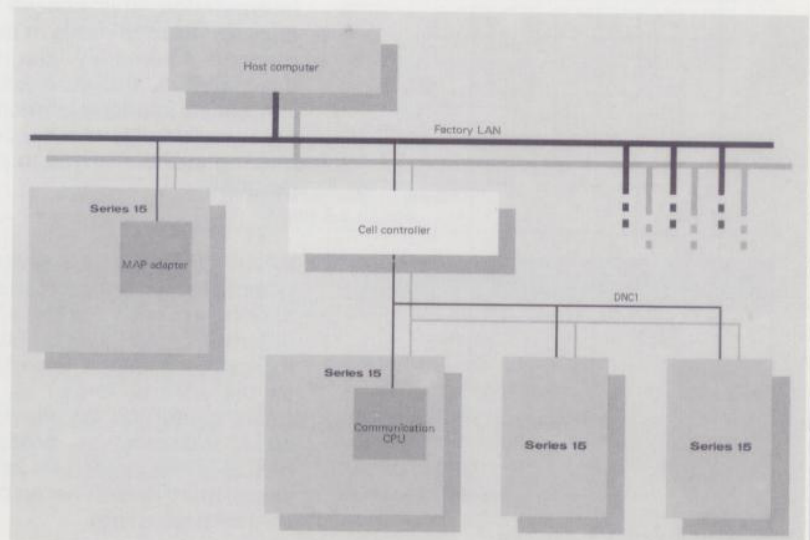 Host computer
Factory LAN
Series 15
MAP adapter
Cell controller
DNC1
Series 15
Communication
CPU
Series 15
Series 15